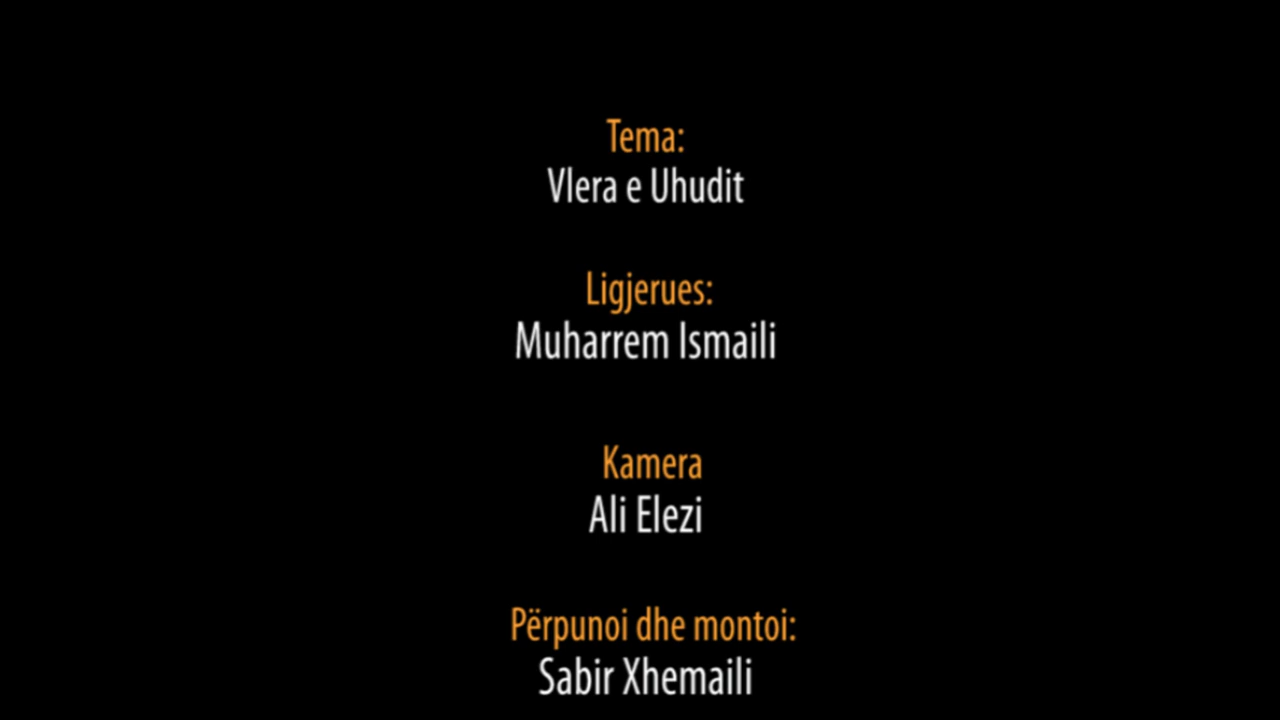 Tema:
Vlera e Uhudit
Ligjerues:
Muharrem Ismaili
Kamera
Ali Elezi
Përpunoi dhe montoi:
Sabir Xhemaili